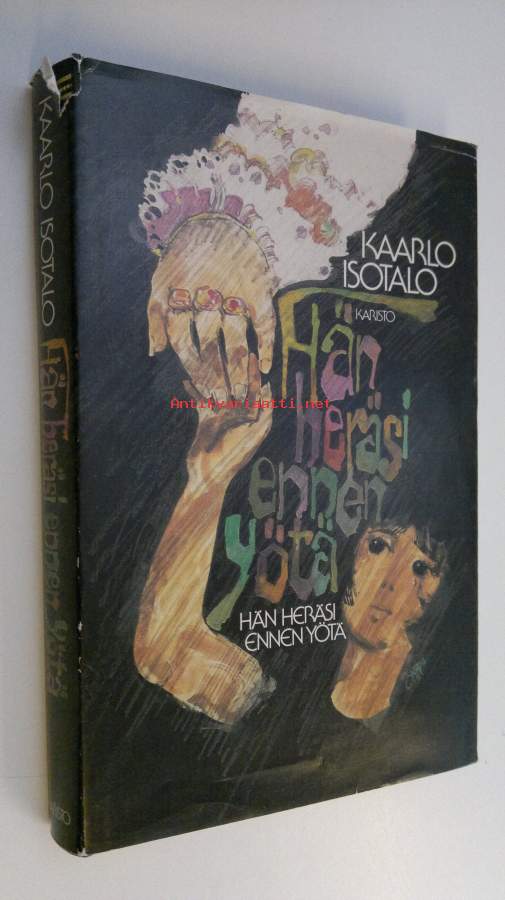 KAARLO ISOTALO
Hän heräsi ennen yötä
KAARLO
ISOTALO
KARISTO
Hän
heräsi
ennen
yötä
HÄN HERÄSI
ENNEN YÖTÄ
Antikvariaatti.net